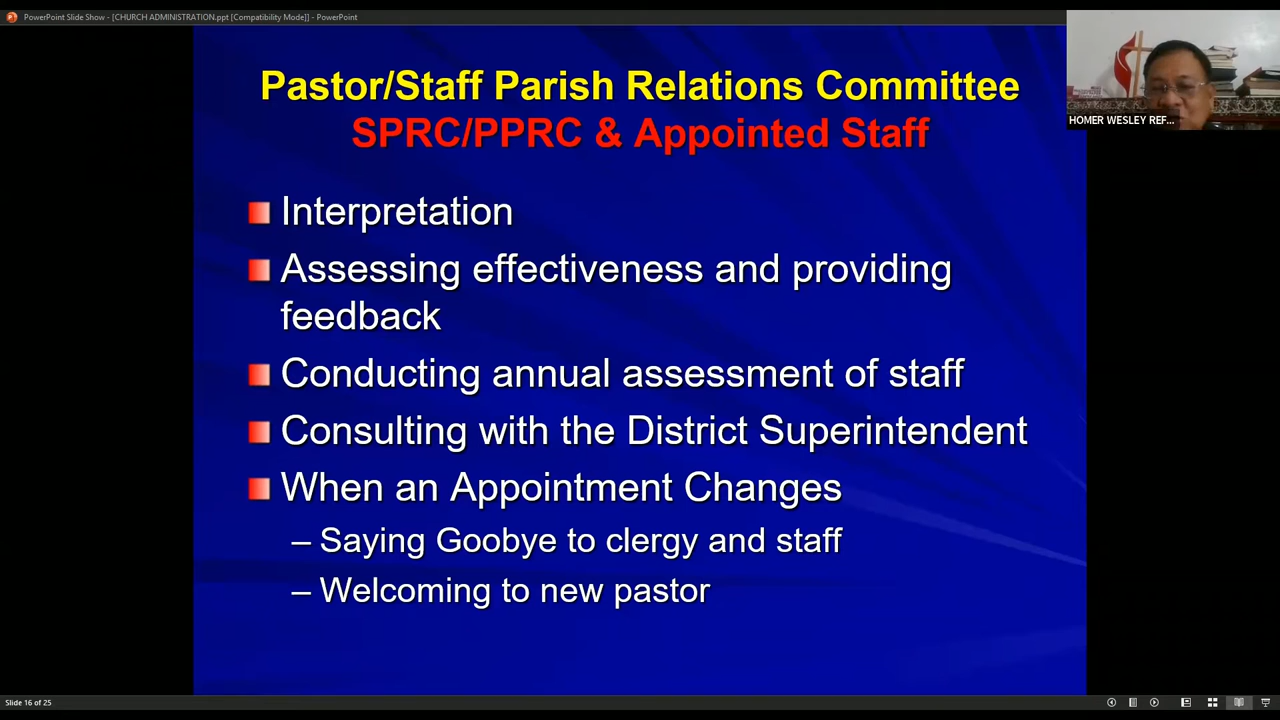 PowerPoint Slide Show - [CHURCH ADMINISTRATION.ppt [Compatibility Mode]] - PowerPoint
Pastor/Staff Parish Relations Committee
SPRC/PPRC & Appointed Staff
HOMER WESLEY REF...
Interpretation
Assessing effectiveness and providing
feedback
Conducting annual assessment of staff
Consulting with the District Superintendent
When an Appointment Changes
– Saying Goobye to clergy and staff
– Welcoming to new pastor
Slide 16 of 25